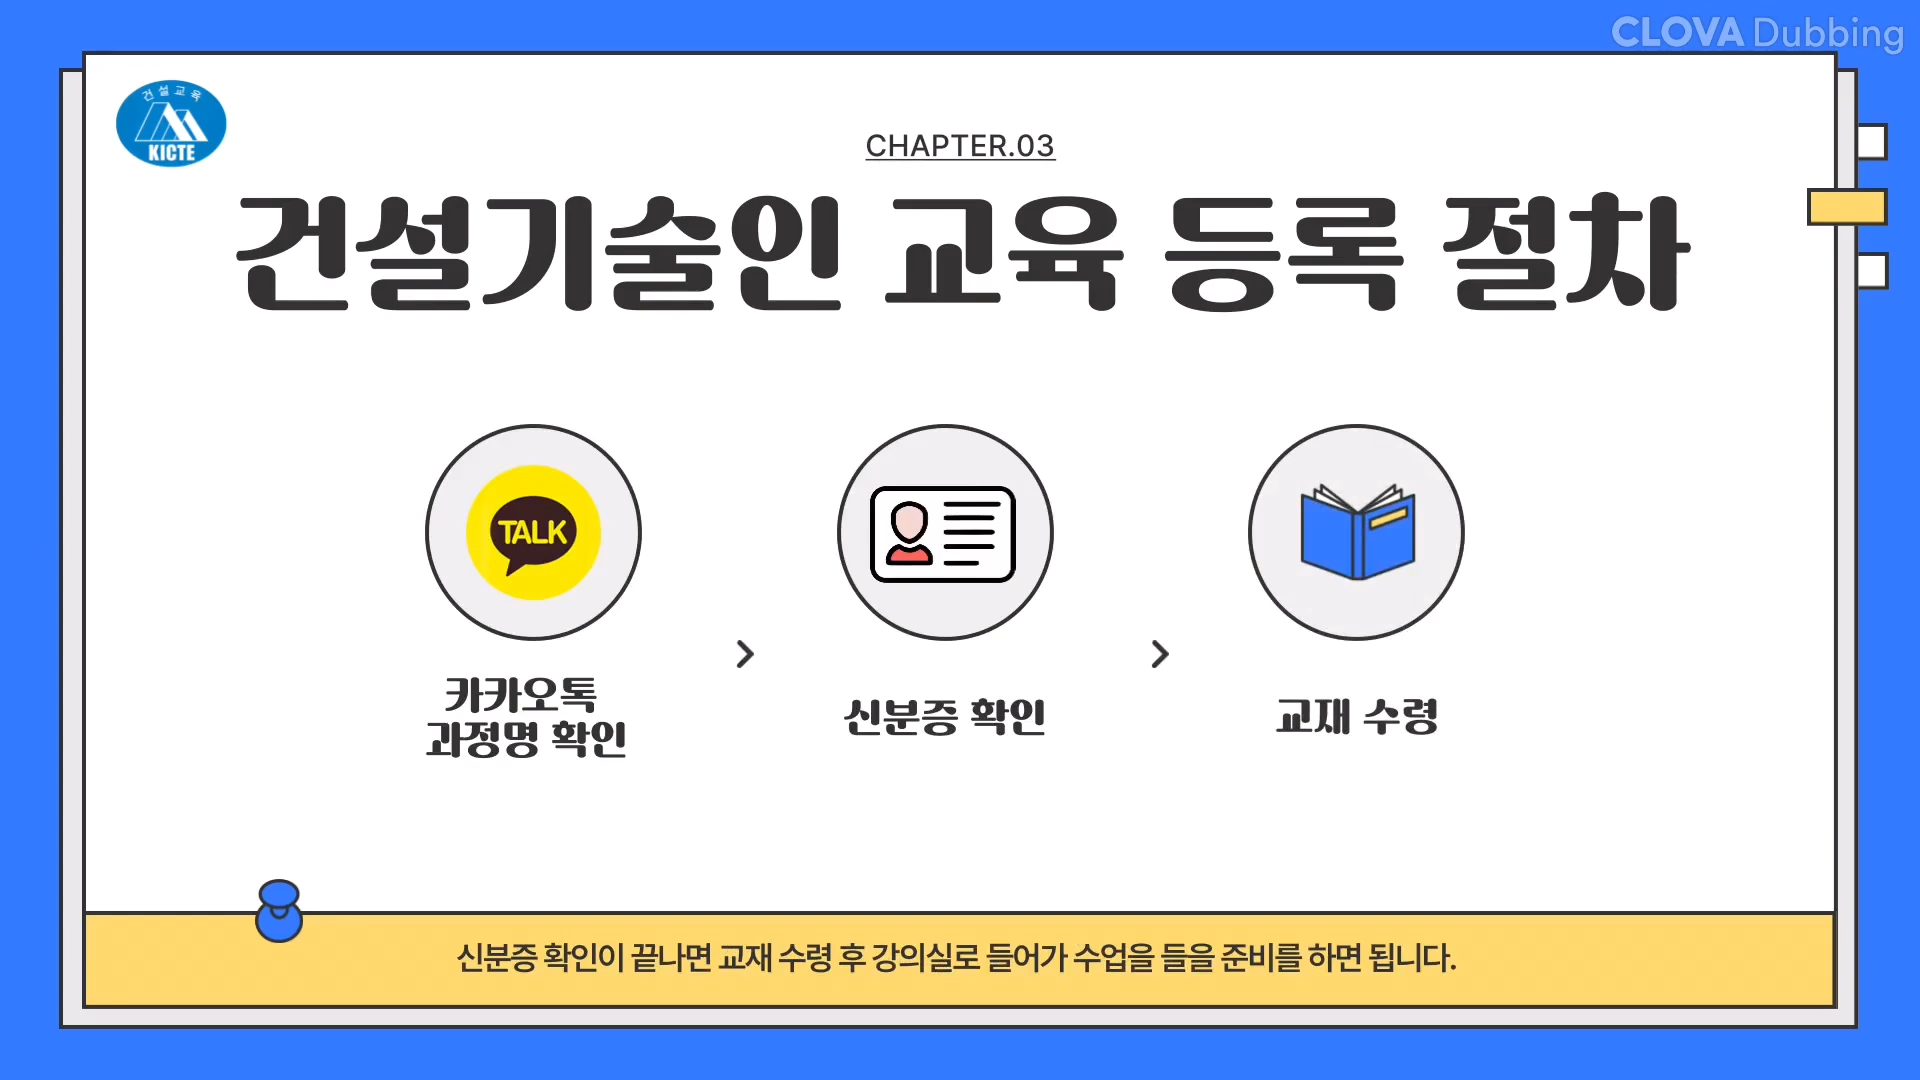 CLOVA Dubbing
건설교육
KICTE
CHAPTER.03
건설기술인 교육 등록 절차
TALK
카카오톡
과정명 확인
신분증 확인
교재 수령
신분증 확인이 끝나면 교재 수령 후 강의실로 들어가 수업을 들을 준비를 하면 됩니다.